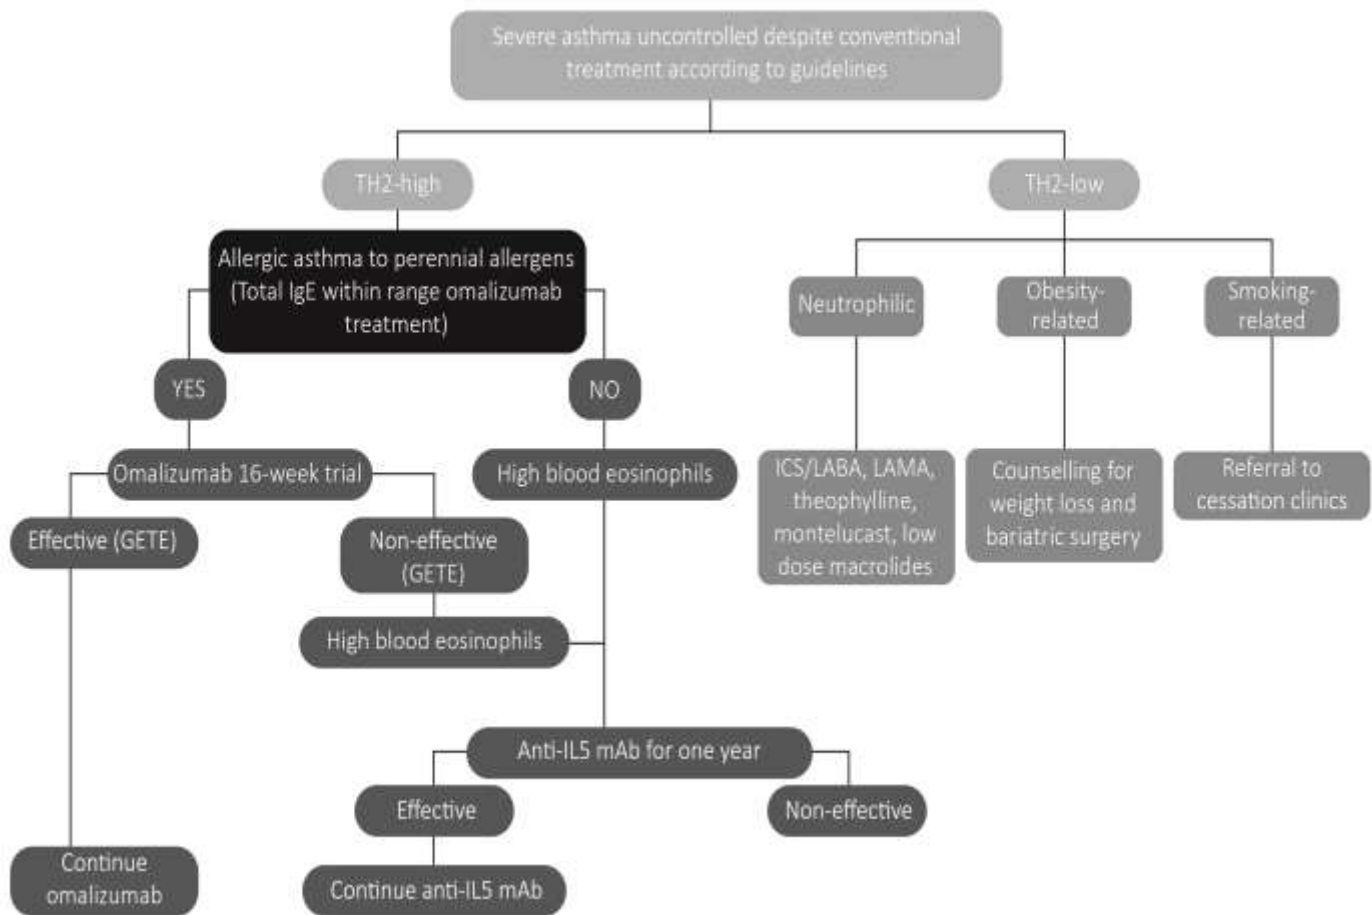 Severe asthma uncontrolled despite conventional
treatment according to guidelines
TH2-high
TH2-low
Allergic asthma to perennial allergens
(Total IgE within range omalizumab
treatment)
Neutrophilic
Obesity-
related
Smoking-
related
YES
NO
Omalizumab 16-week trial
High blood eosinophils
ICS/LABA, LAMA,
theophylline,
montelucast, low
dose macrolides
Counselling for
weight loss and
bariatric surgery
Referral to
cessation clinics
Effective (GETE)
Non-effective
(GETE)
High blood eosinophils
Anti-IL5 mAb for one year
Effective
Non-effective
Continue
omalizumab
Continue anti-IL5 mAb